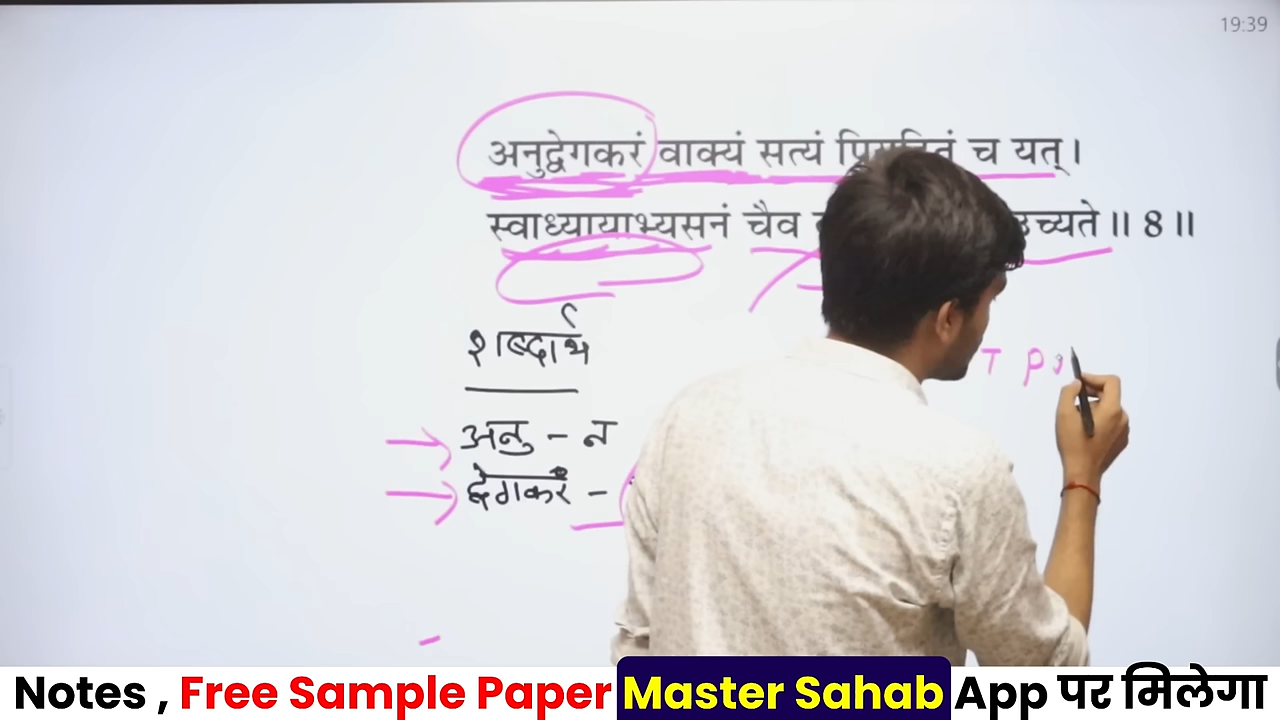 19:39
अनुद्वेगकरं वाक्यं सत्यं च यत्।
स्वाध्यायाभ्यसनं चैव उच्यते॥ 8॥
शब्दार्थ
T
अनु - न
द्वेगकरं -
Notes , Free Sample Paper Master Sahab App पर मिलेगा